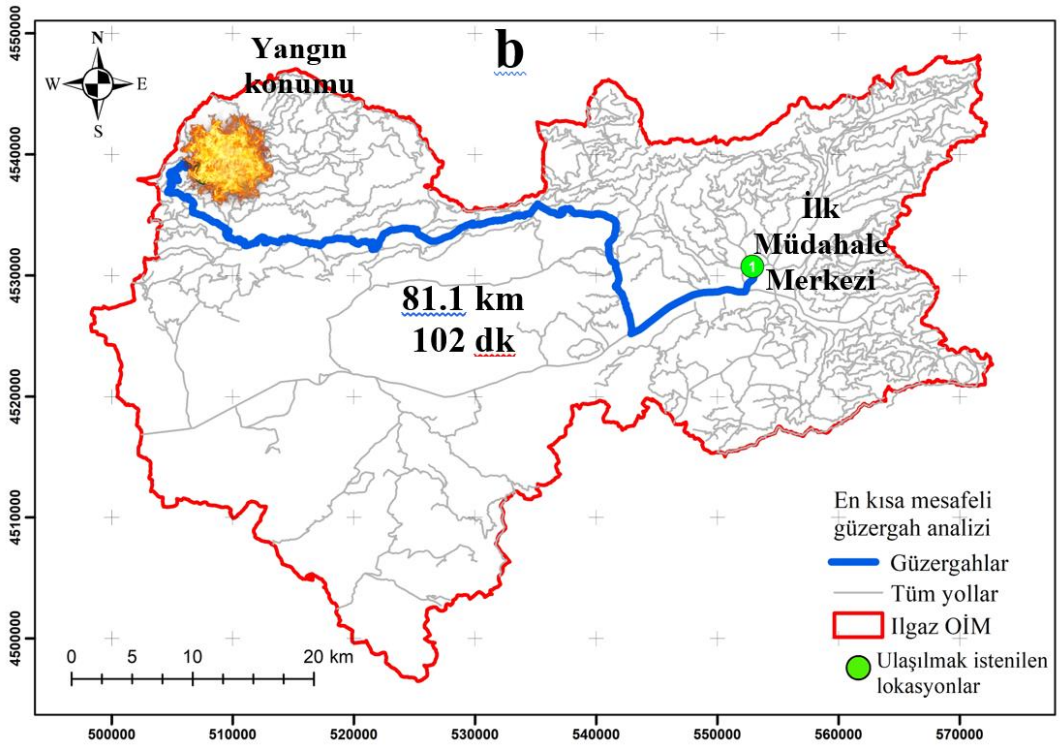 b
Yangın
konumu
N
W
E
S
İlk
Müdahale
Merkezi
1
81.1 km
102 dk
En kısa mesafeli
güzergah analizi
Güzergahlar
Tüm yollar
Ilgaz OİM
Ulaşılmak istenilen
lokasyonlar
0 5 10 20 km
4550000
4540000
4530000
4520000
4510000
4500000
500000 510000 520000 530000 540000 550000 560000 570000